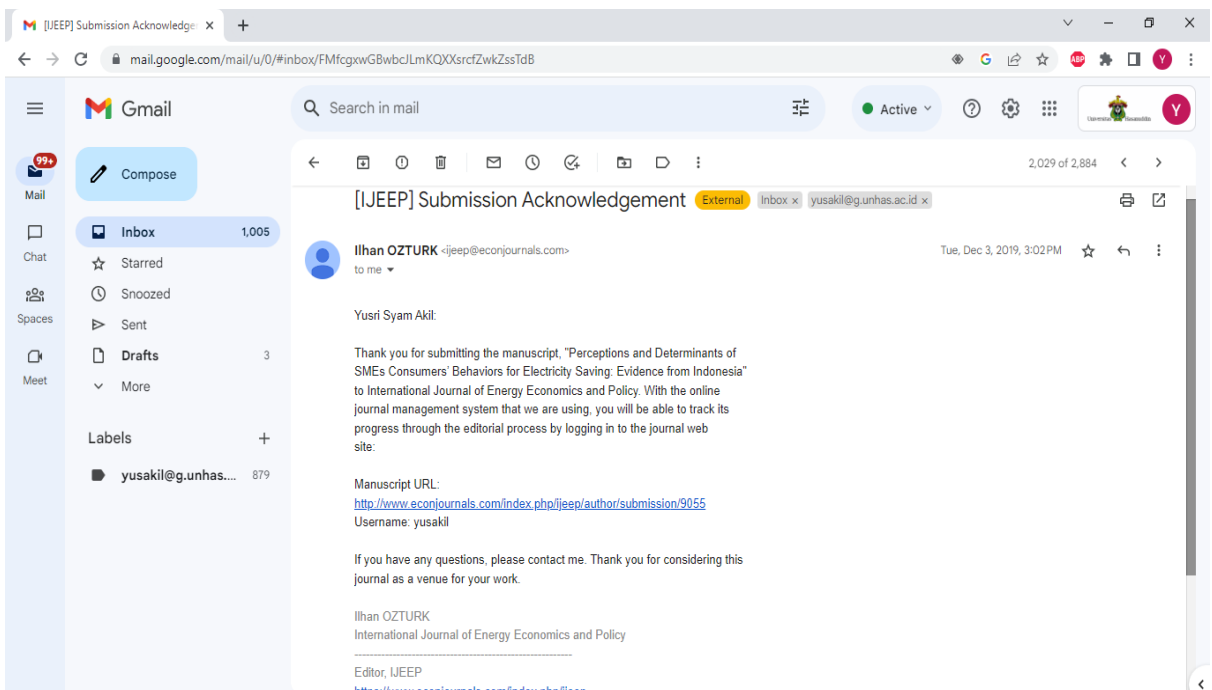 [IJEEP] Submission Acknowledge
mail.google.com/mail/u/0/#inbox/FMfcgxwGBwbcJLmKQXXsrcfZwkZssTdB
ABP
Y
Gmail
Search in mail
Active
Universitas Hasanuddin
Y
99+
Mail
Chat
Spaces
Meet
Compose
Inbox 1,005
Starred
Snoozed
Sent
Drafts 3
More
Labels
yusakil@g.unhas.... 879
2,029 of 2,884
[IJEEP] Submission Acknowledgement External Inbox x yusakil@g.unhas.ac.id x
Ilhan OZTURK <ijeep@econjournals.com> Tue, Dec 3, 2019, 3:02 PM
to me
Yusri Syam Akil:
Thank you for submitting the manuscript, "Perceptions and Determinants of
SMEs Consumers' Behaviors for Electricity Saving: Evidence from Indonesia"
to International Journal of Energy Economics and Policy. With the online
journal management system that we are using, you will be able to track its
progress through the editorial process by logging in to the journal web
site:
Manuscript URL:
http://www.econjournals.com/index.php/ijeep/author/submission/9055
Username: yusakil
If you have any questions, please contact me. Thank you for considering this
journal as a venue for your work.
Ilhan OZTURK
International Journal of Energy Economics and Policy
------------------------------------------------------------
Editor, IJEEP